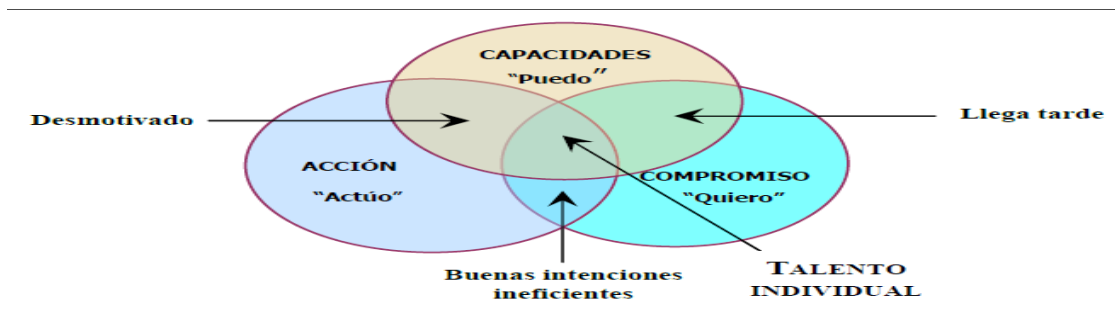 CAPACIDADES
“Puedo”
Desmotivado
Llega tarde
ACCIÓN
“Actúo”
COMPROMISO
“Quiero”
Buenas intenciones
ineficientes
TALENTO
INDIVIDUAL